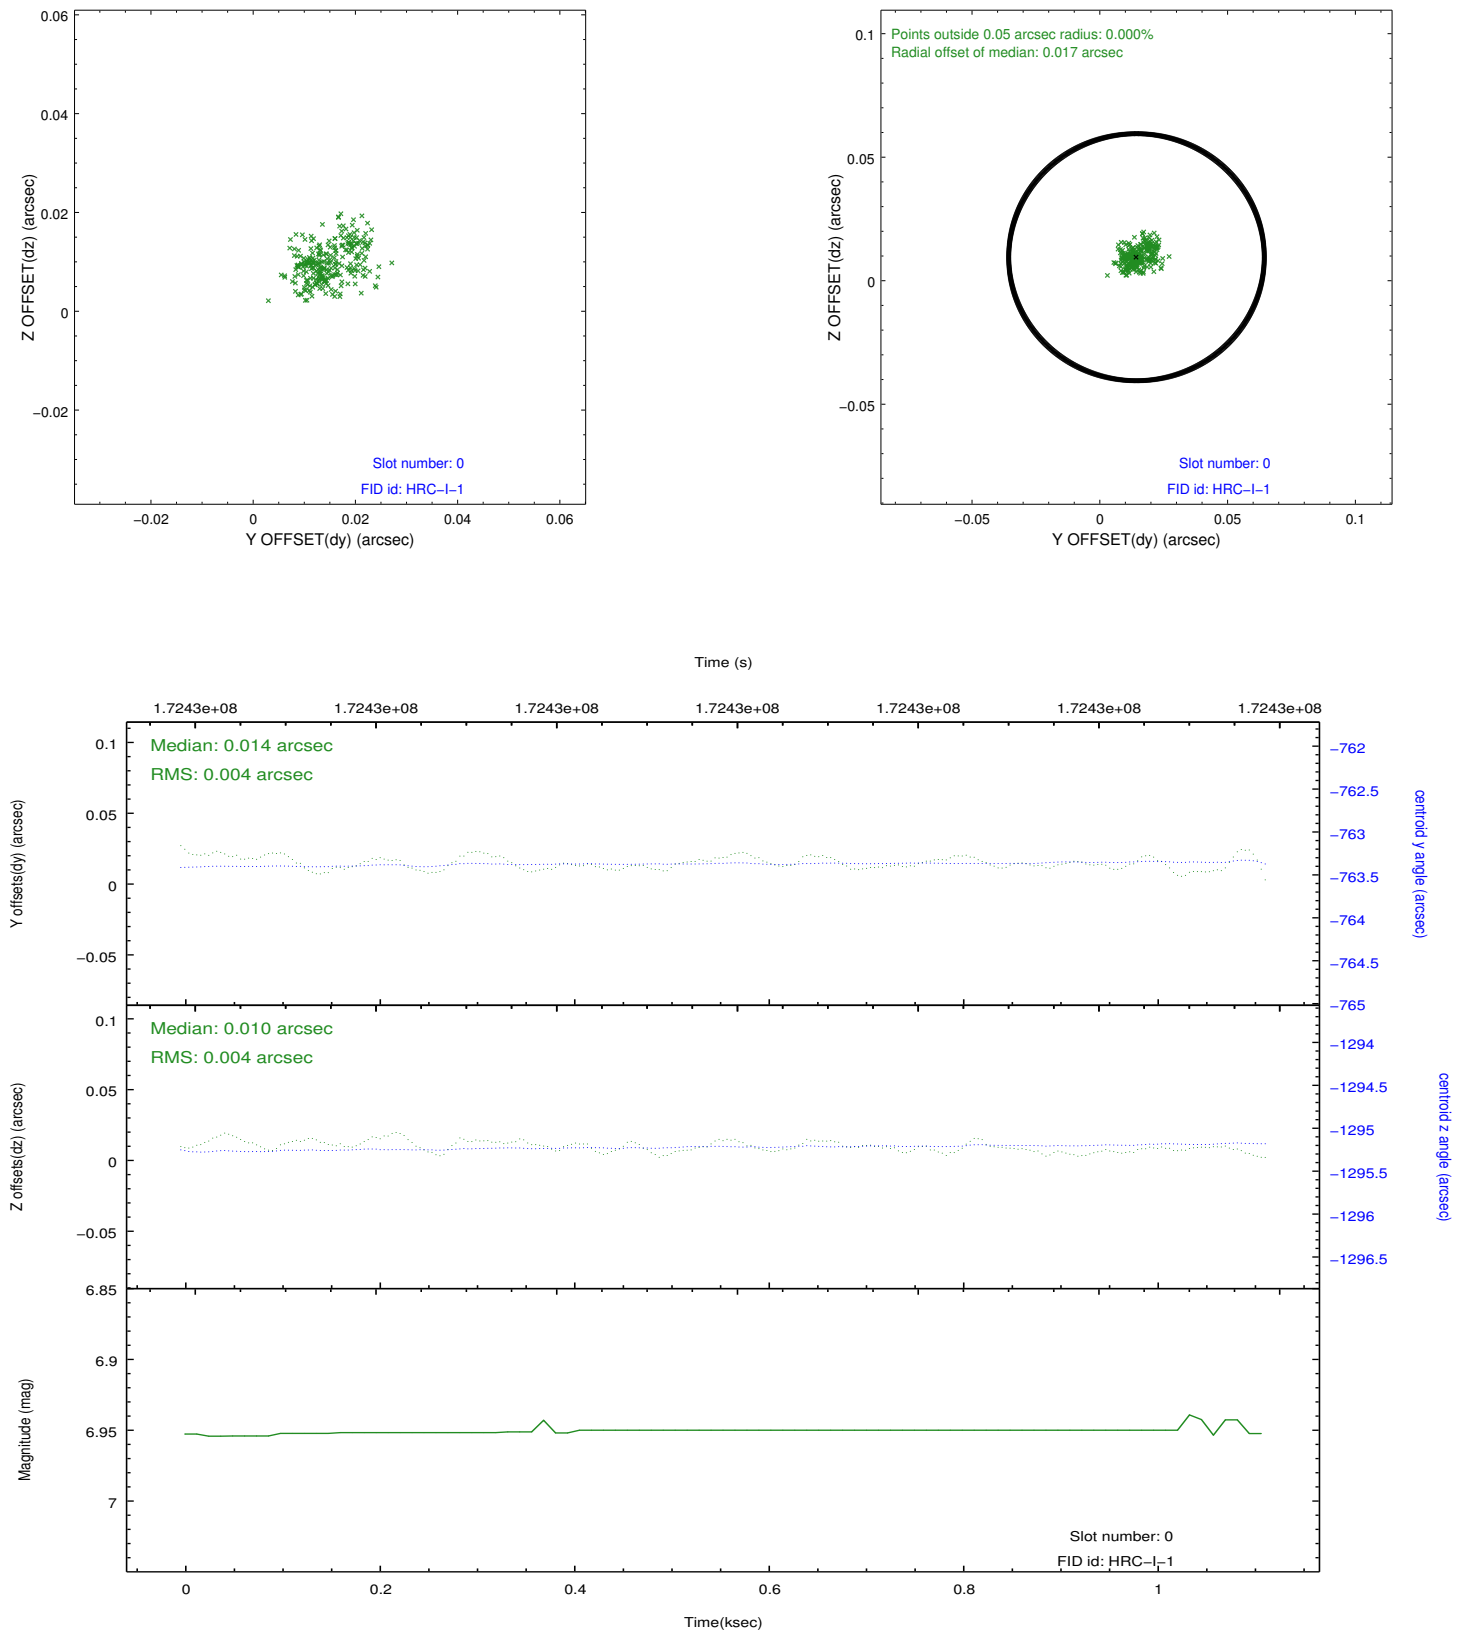 0.06
0.04
0.02
0
−0.02
Z OFFSET(dz) (arcsec)
Slot number: 0
FID id: HRC−I−1
−0.02 0 0.02 0.04 0.06
Y OFFSET(dy) (arcsec)
Points outside 0.05 arcsec radius: 0.000%
Radial offset of median: 0.017 arcsec
0.1
0.05
0
−0.05
Z OFFSET(dz) (arcsec)
Slot number: 0
FID id: HRC−I−1
−0.05 0 0.05 0.1
Y OFFSET(dy) (arcsec)
Time (s)
1.7243e+08 1.7243e+08 1.7243e+08 1.7243e+08 1.7243e+08 1.7243e+08 1.7243e+08
Median: 0.014 arcsec
RMS: 0.004 arcsec
0.1
0.05
0
−0.05
Y offsets(dy) (arcsec)
−762
−762.5
−763
−763.5
−764
−764.5
−765
centroid y angle (arcsec)
Median: 0.010 arcsec
RMS: 0.004 arcsec
0.1
0.05
0
−0.05
Z offsets(dz) (arcsec)
−1294
−1294.5
−1295
−1295.5
−1296
−1296.5
centroid z angle (arcsec)
6.85
6.9
6.95
7
Magnitude (mag)
Slot number: 0
FID id: HRC−I−1
0 0.2 0.4 0.6 0.8 1
Time(ksec)